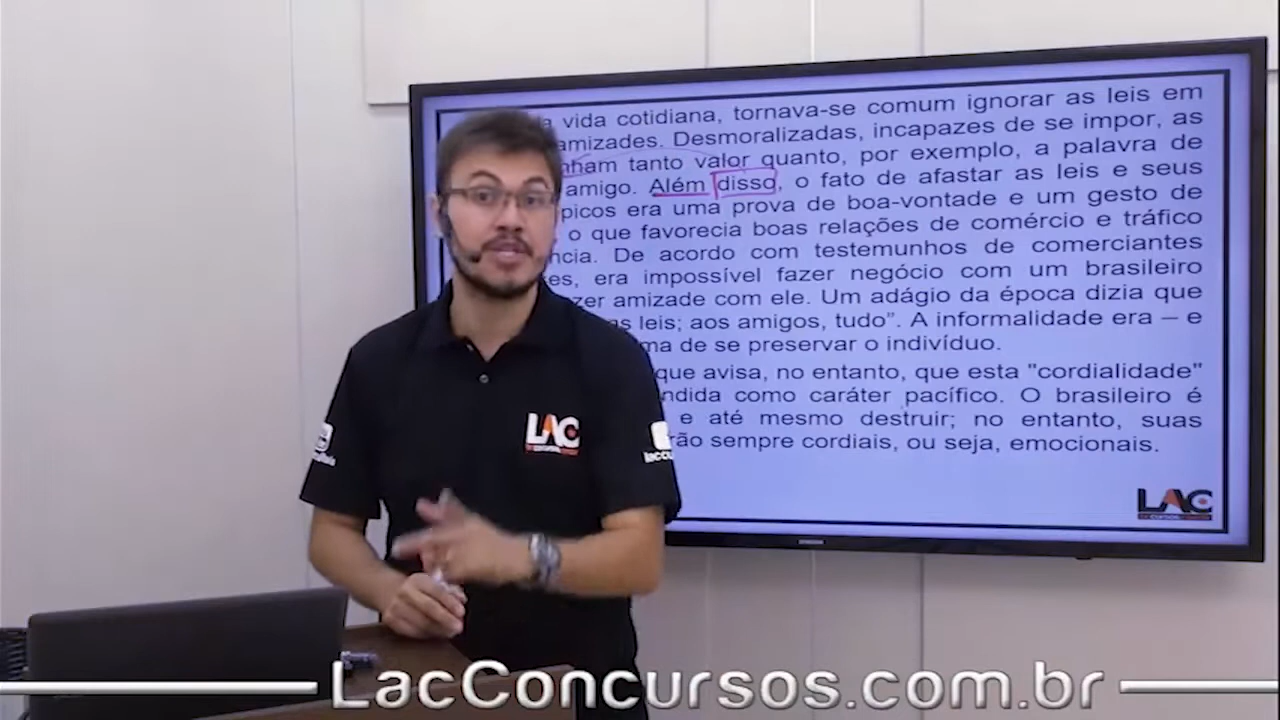 vida cotidiana, tornava-se comum ignorar as leis em
amizades. Desmoralizadas, incapazes de se impor, as
nham tanto valor quanto, por exemplo, a palavra de
amigo. Além disso, o fato de afastar as leis e seus
picos era uma prova de boa-vontade e um gesto de
o que favorecia boas relações de comércio e tráfico
ncia. De acordo com testemunhos de comerciantes
es, era impossível fazer negócio com um brasileiro
zer amizade com ele. Um adágio da época dizia que
as leis; aos amigos, tudo”. A informalidade era – e
ma de se preservar o indivíduo.
que avisa, no entanto, que esta "cordialidade"
ndida como caráter pacífico. O brasileiro é
e até mesmo destruir; no entanto, suas
rão sempre cordiais, ou seja, emocionais.
LAC
LAC
LacConcursos.com.br